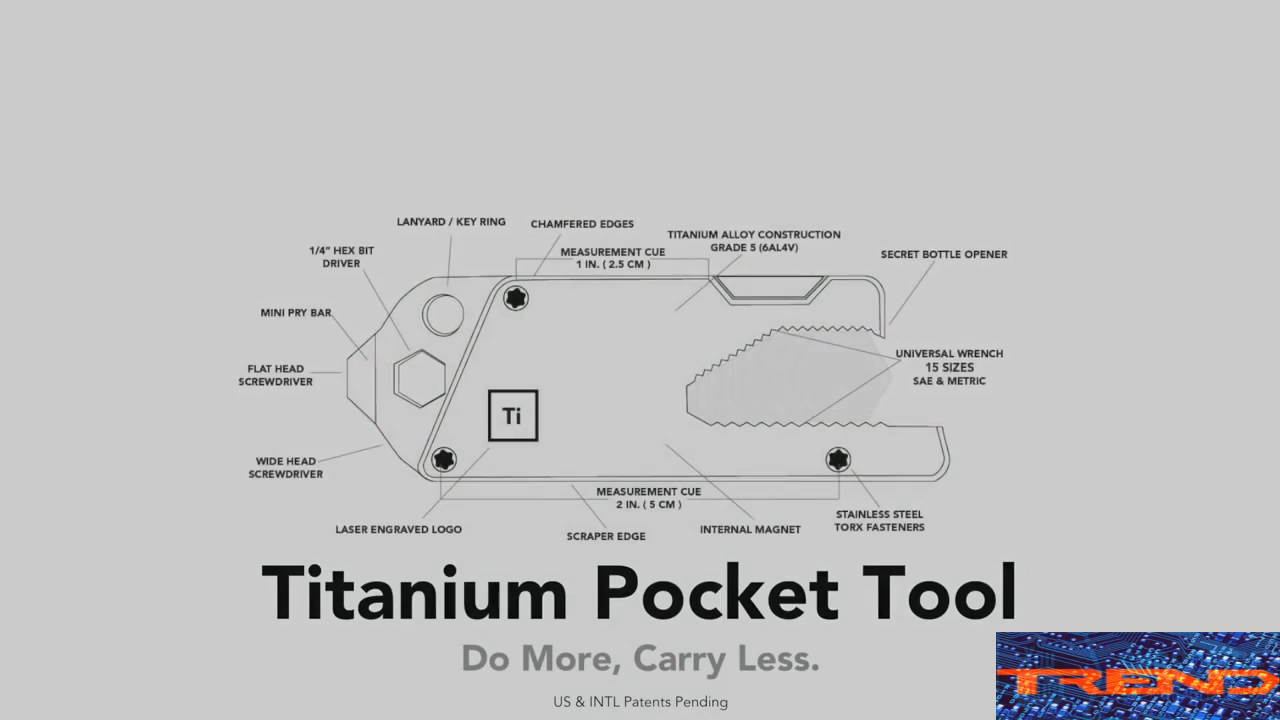 LANYARD / KEY RING
CHAMFERED EDGES
TITANIUM ALLOY CONSTRUCTION
GRADE 5 (6AL4V)
1/4" HEX BIT
DRIVER
MEASUREMENT CUE
1 IN. ( 2.5 CM )
SECRET BOTTLE OPENER
MINI PRY BAR
UNIVERSAL WRENCH
15 SIZES
SAE & METRIC
FLAT HEAD
SCREWDRIVER
Ti
WIDE HEAD
SCREWDRIVER
MEASUREMENT CUE
2 IN. ( 5 CM )
STAINLESS STEEL
TORX FASTENERS
LASER ENGRAVED LOGO
SCRAPER EDGE
INTERNAL MAGNET
Titanium Pocket Tool
Do More, Carry Less.
US & INTL Patents Pending
TREND